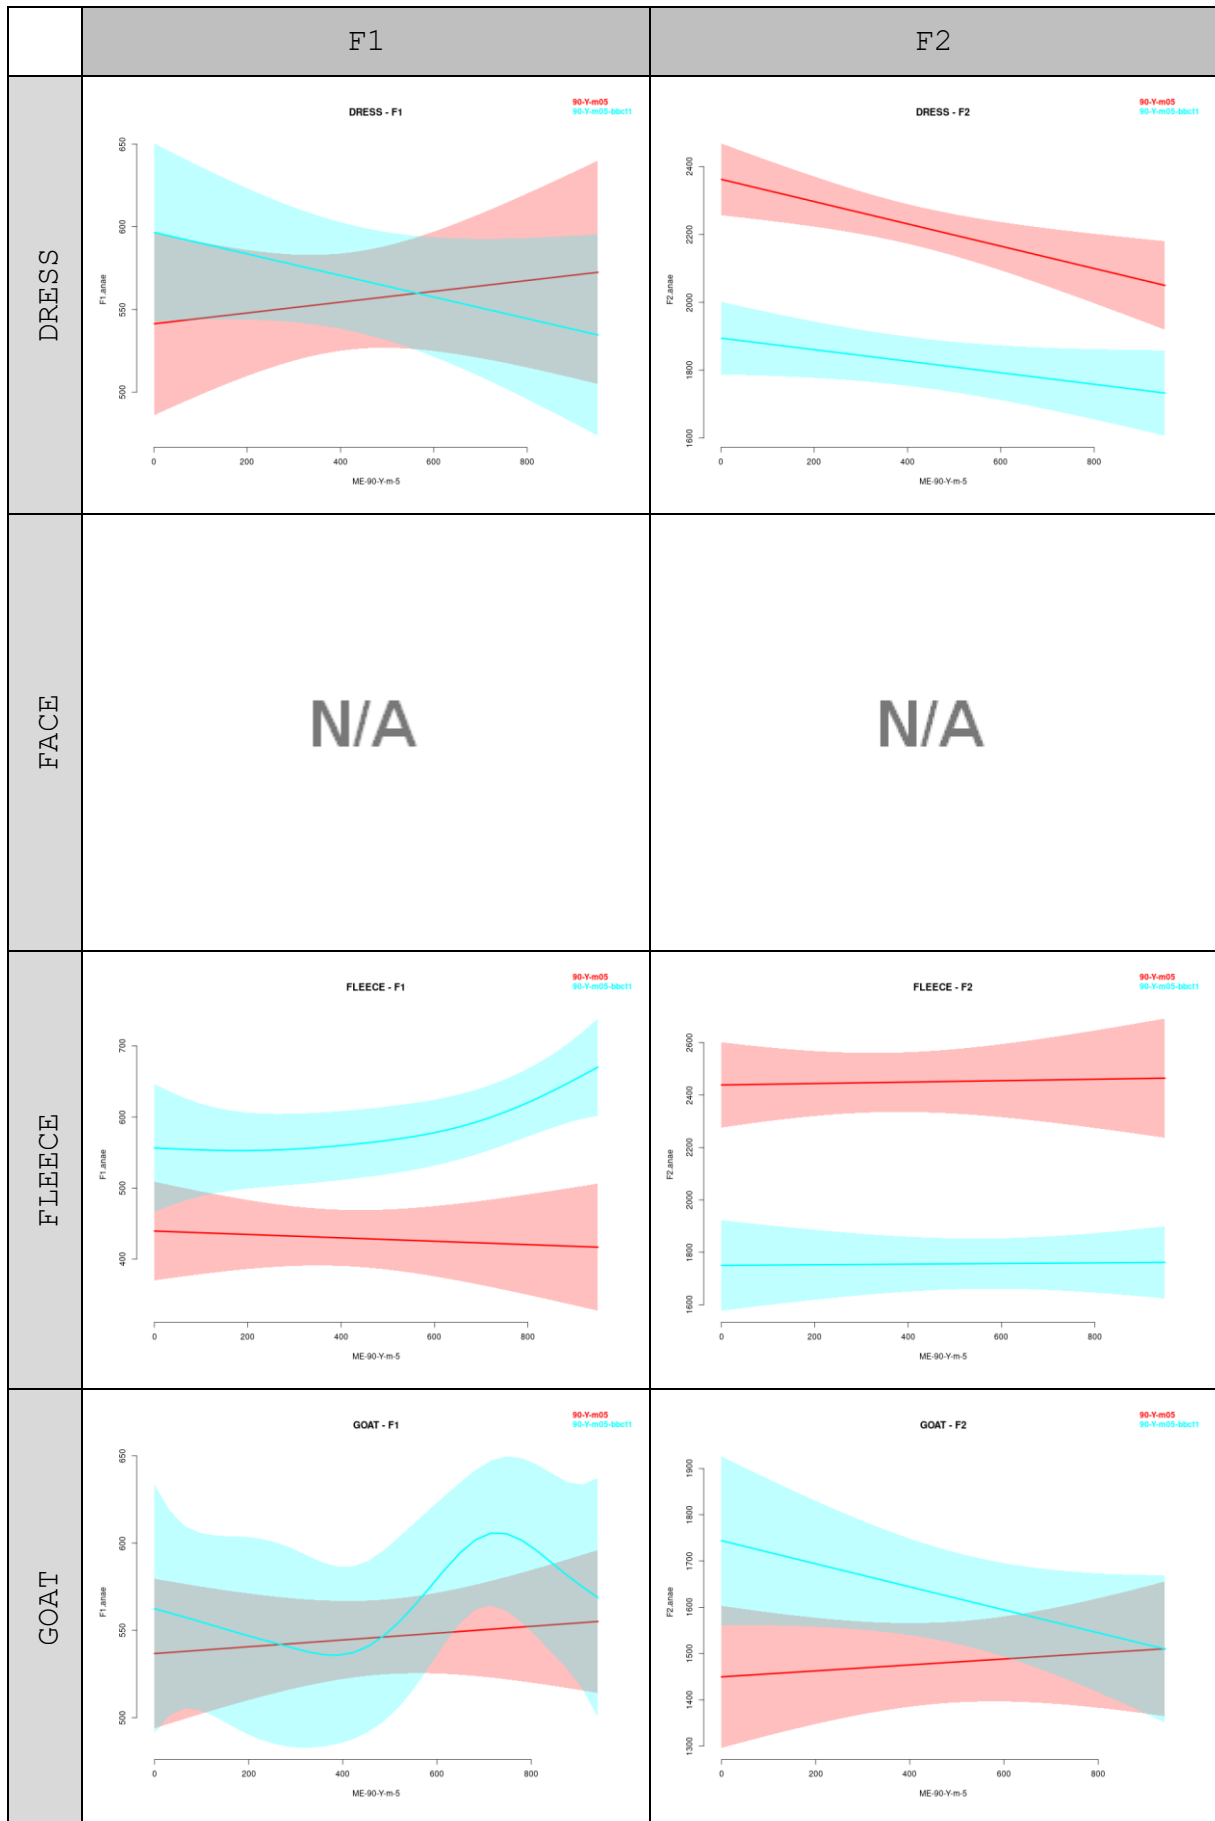 F1
F2
DRESS
DRESS - F1
90-Y-m05
90-Y-m05-bbcf1
F1.anae
650
600
550
500
0 200 400 600 800
ME-90-Y-m-5
DRESS - F2
90-Y-m05
90-Y-m05-bbcf1
F2.anae
2400
2200
2000
1800
1600
0 200 400 600 800
ME-90-Y-m-5
FACE
N/A
N/A
FLEECE
FLEECE - F1
90-Y-m05
90-Y-m05-bbcf1
F1.anae
700
600
500
400
0 200 400 600 800
ME-90-Y-m-5
FLEECE - F2
90-Y-m05
90-Y-m05-bbcf1
F2.anae
2600
2400
2200
2000
1800
1600
0 200 400 600 800
ME-90-Y-m-5
GOAT
GOAT - F1
90-Y-m05
90-Y-m05-bbcf1
F1.anae
650
600
550
500
0 200 400 600 800
ME-90-Y-m-5
GOAT - F2
90-Y-m05
90-Y-m05-bbcf1
F2.anae
1900
1800
1700
1600
1500
1400
1300
0 200 400 600 800
ME-90-Y-m-5